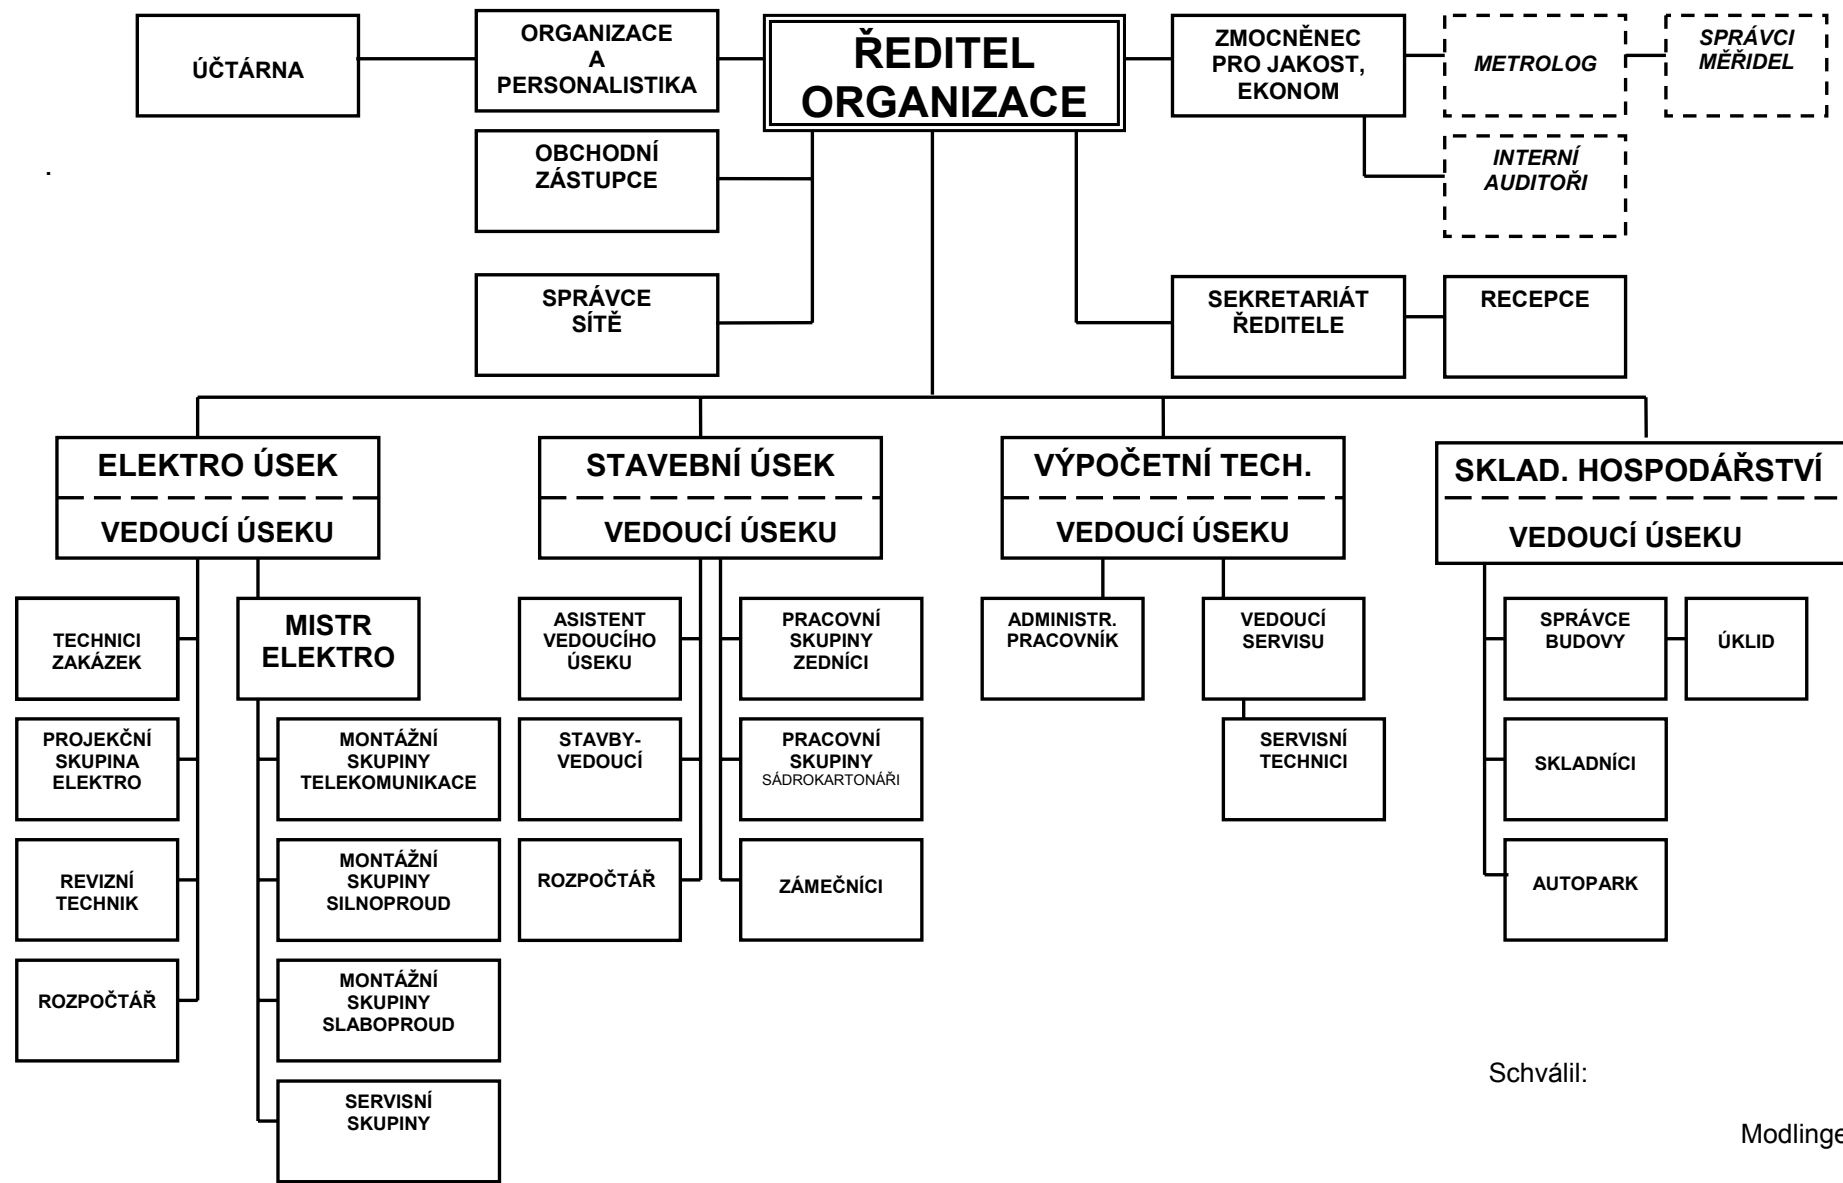 ÚČTÁRNA
ORGANIZACE
A
PERSONALISTIKA
ŘEDITEL
ORGANIZACE
ZMOCNĚNEC
PRO JAKOST,
EKONOM
METROLOG
SPRÁVCI
MĚŘIDEL
OBCHODNÍ
ZÁSTUPCE
INTERNÍ
AUDITOŘI
.
SPRÁVCE
SÍTĚ
SEKRETARIÁT
ŘEDITELE
RECEPCE
ELEKTRO ÚSEK
VEDOUCÍ ÚSEKU
STAVEBNÍ ÚSEK
VEDOUCÍ ÚSEKU
VÝPOČETNÍ TECH.
VEDOUCÍ ÚSEKU
SKLAD. HOSPODÁŘSTVÍ
VEDOUCÍ ÚSEKU
TECHNICI
ZAKÁZEK
MISTR
ELEKTRO
ASISTENT
VEDOUCÍHO
ÚSEKU
PRACOVNÍ
SKUPINY
ZEDNÍCI
ADMINISTR.
PRACOVNÍK
VEDOUCÍ
SERVISU
SPRÁVCE
BUDOVY
ÚKLID
PROJEKČNÍ
SKUPINA
ELEKTRO
MONTÁŽNÍ
SKUPINY
TELEKOMUNIKACE
STAVBY-
VEDOUCÍ
PRACOVNÍ
SKUPINY
SÁDROKARTONÁŘI
SERVISNÍ
TECHNICI
SKLADNÍCI
REVIZNÍ
TECHNIK
MONTÁŽNÍ
SKUPINY
SILNOPROUD
ROZPOČTÁŘ
ZÁMEČNÍCI
AUTOPARK
ROZPOČTÁŘ
MONTÁŽNÍ
SKUPINY
SLABOPROUD
SERVISNÍ
SKUPINY
Schválil:
Modlinge